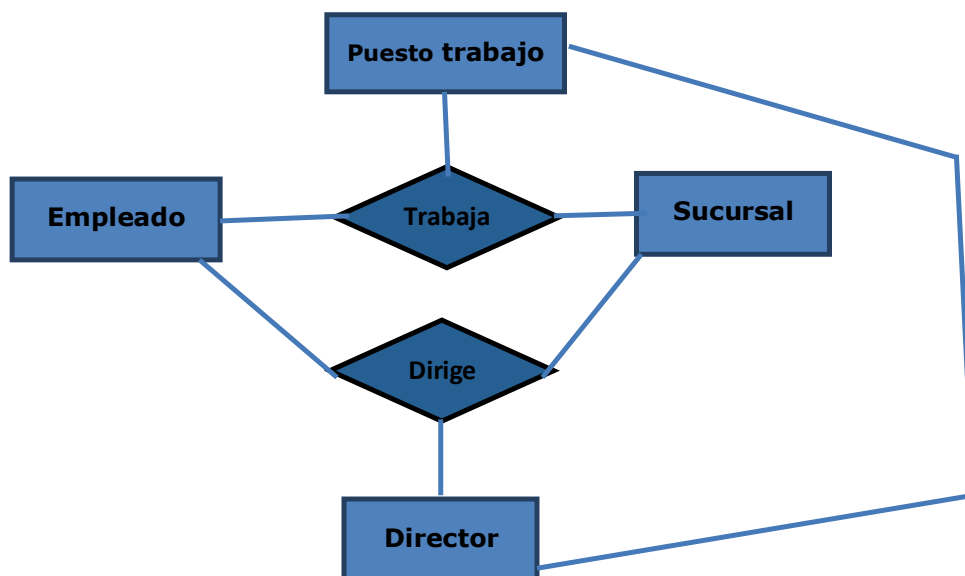 Puesto trabajo
Empleado
Trabaja
Sucursal
Dirige
Director